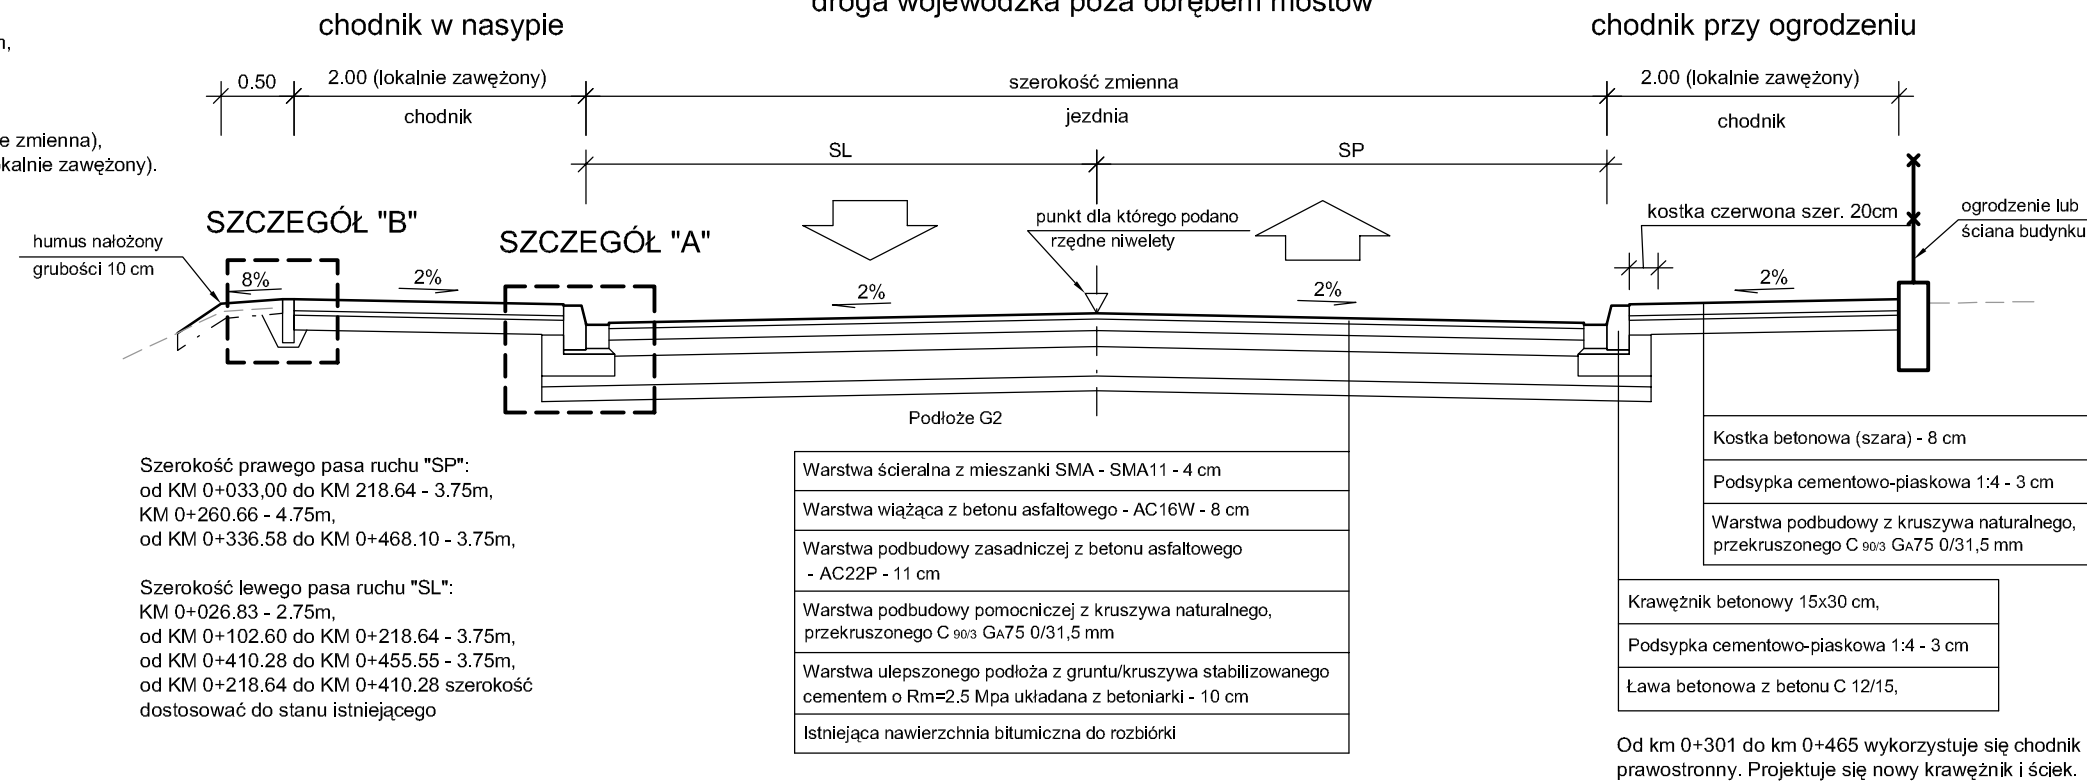 droga wojewódzka poza obrębem mostów
chodnik w nasypie
chodnik przy ogrodzeniu
0.50
2.00 (lokalnie zawężony)
chodnik
szerokość zmienna
jezdnia
2.00 (lokalnie zawężony)
chodnik
e zmienna),
kalnie zawężony).
SL
SP
SZCZEGÓŁ "B"
SZCZEGÓŁ "A"
humus nałożony
grubości 10 cm
punkt dla którego podano
rzędne niwelety
kostka czerwona szer. 20cm
ogrodzenie lub
ściana budynku
8%
2%
2%
2%
2%
Podłoże G2
Szerokość prawego pasa ruchu "SP":
od KM 0+033,00 do KM 218.64 - 3.75m,
KM 0+260.66 - 4.75m,
od KM 0+336.58 do KM 0+468.10 - 3.75m,
Szerokość lewego pasa ruchu "SL":
KM 0+026.83 - 2.75m,
od KM 0+102.60 do KM 0+218.64 - 3.75m,
od KM 0+410.28 do KM 0+455.55 - 3.75m,
od KM 0+218.64 do KM 0+410.28 szerokość
dostosować do stanu istniejącego
Warstwa ścieralna z mieszanki SMA - SMA11 - 4 cm
Warstwa wiążąca z betonu asfaltowego - AC16W - 8 cm
Warstwa podbudowy zasadniczej z betonu asfaltowego
- AC22P - 11 cm
Warstwa podbudowy pomocniczej z kruszywa naturalnego,
przekruszonego C 90/3 GA75 0/31,5 mm
Warstwa ulepszonego podłoża z gruntu/kruszywa stabilizowanego
cementem o Rm=2.5 Mpa układana z betoniarki - 10 cm
Istniejąca nawierzchnia bitumiczna do rozbiórki
Kostka betonowa (szara) - 8 cm
Podsypka cementowo-piaskowa 1:4 - 3 cm
Warstwa podbudowy z kruszywa naturalnego,
przekruszonego C 90/3 GA75 0/31,5 mm
Krawężnik betonowy 15x30 cm,
Podsypka cementowo-piaskowa 1:4 - 3 cm
Ława betonowa z betonu C 12/15,
Od km 0+301 do km 0+465 wykorzystuje się chodnik
prawostronny. Projektuje się nowy krawężnik i ściek.